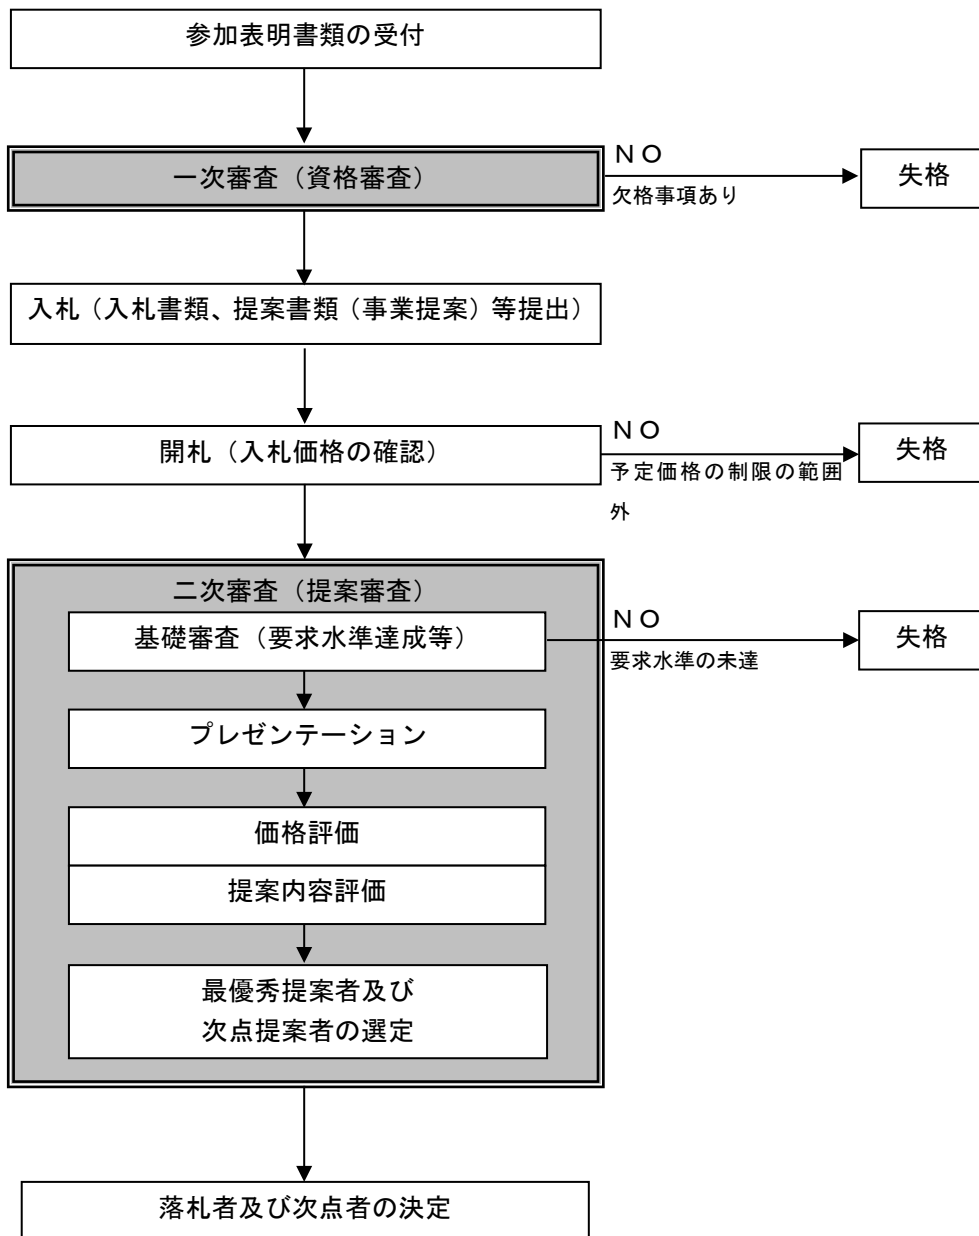 参加表明書類の受付
一次審査（資格審査）
ＮＯ
欠格事項あり
失格
入札（入札書類、提案書類（事業提案）等提出）
開札（入札価格の確認）
ＮＯ
予定価格の制限の範囲
外
失格
二次審査（提案審査）
基礎審査（要求水準達成等）
ＮＯ
要求水準の未達
失格
プレゼンテーション
価格評価
提案内容評価
最優秀提案者及び
次点提案者の選定
落札者及び次点者の決定